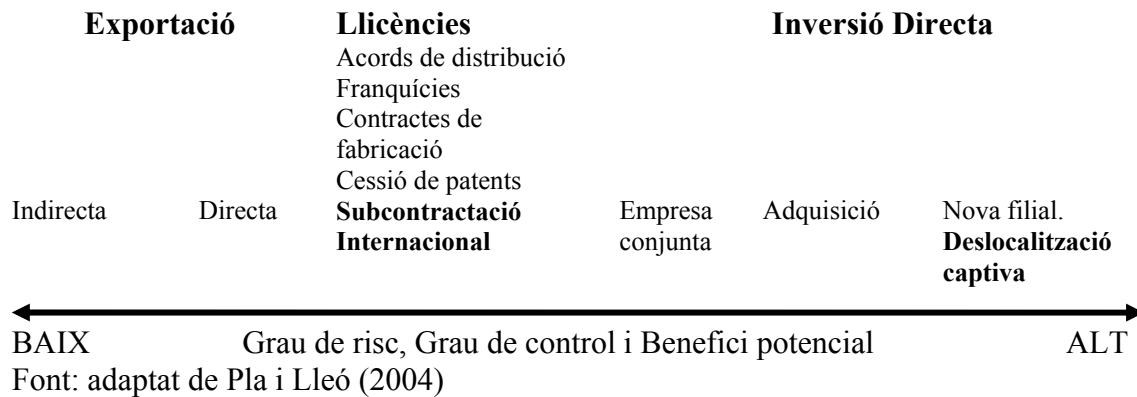 Exportació Llicències Inversió Directa
Acords de distribució
Franquícies
Contractes de
fabricació
Cessió de patents
Indirecta Directa Subcontractació Empresa Adquisició Nova filial.
Internacional conjunta Deslocalització
captiva
BAIX Grau de risc, Grau de control i Benefici potencial ALT
Font: adaptat de Pla i Lleó (2004)